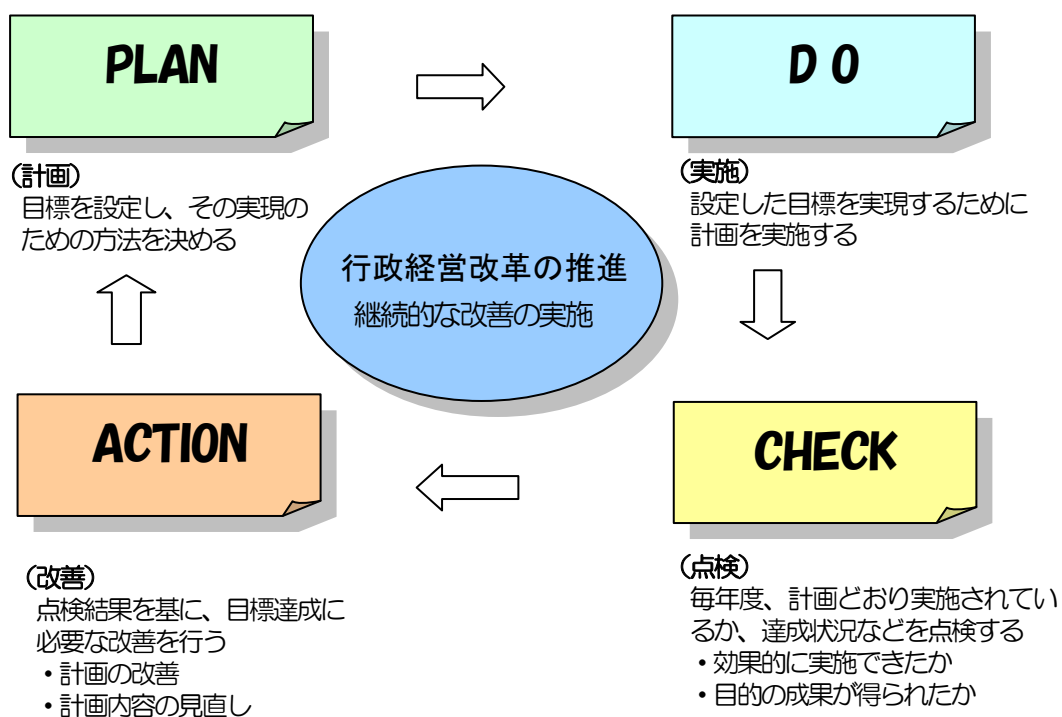 PLAN
DO
(計画)
目標を設定し、その実現の
ための方法を決める
(実施)
設定した目標を実現するために
計画を実施する
行政経営改革の推進
継続的な改善の実施
ACTION
CHECK
(改善)
点検結果を基に、目標達成に
必要な改善を行う
・計画の改善
・計画内容の見直し
(点検)
毎年度、計画どおり実施されてい
るか、達成状況などを点検する
・効果的に実施できたか
・目的の成果が得られたか